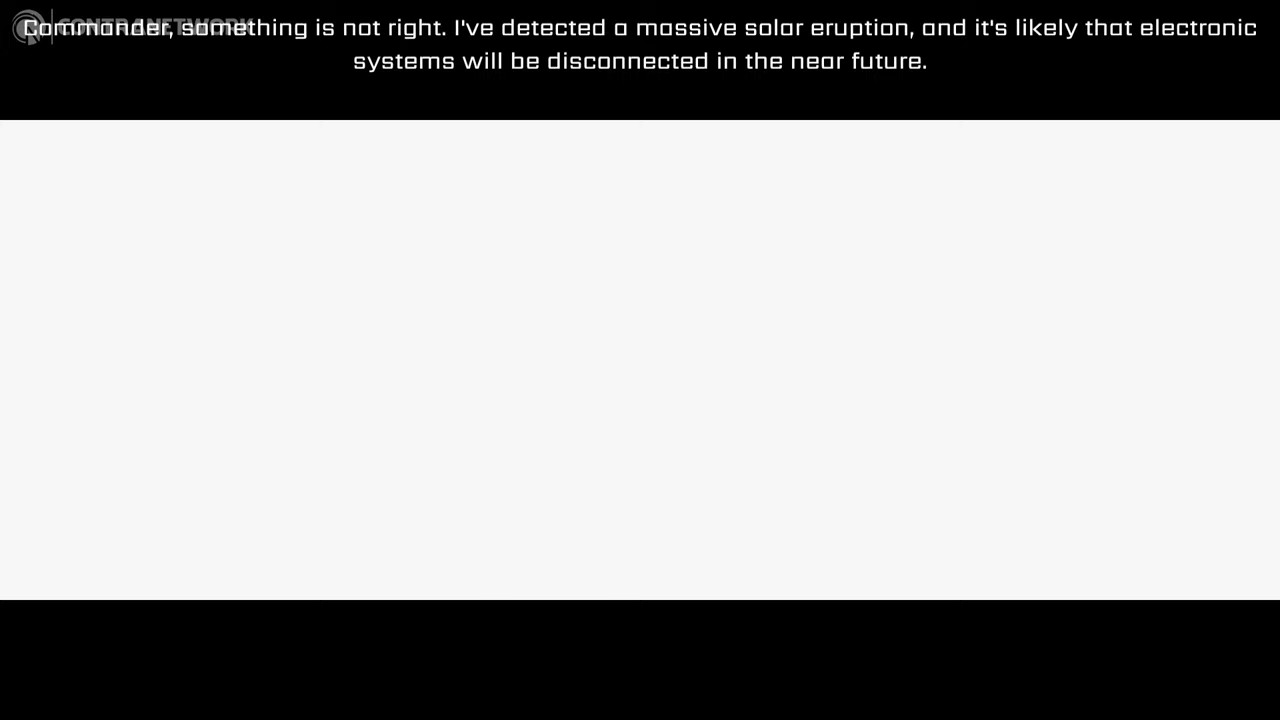 CONTRANETWORK
Commander, something is not right. I've detected a massive solar eruption, and it's likely that electronic
systems will be disconnected in the near future.